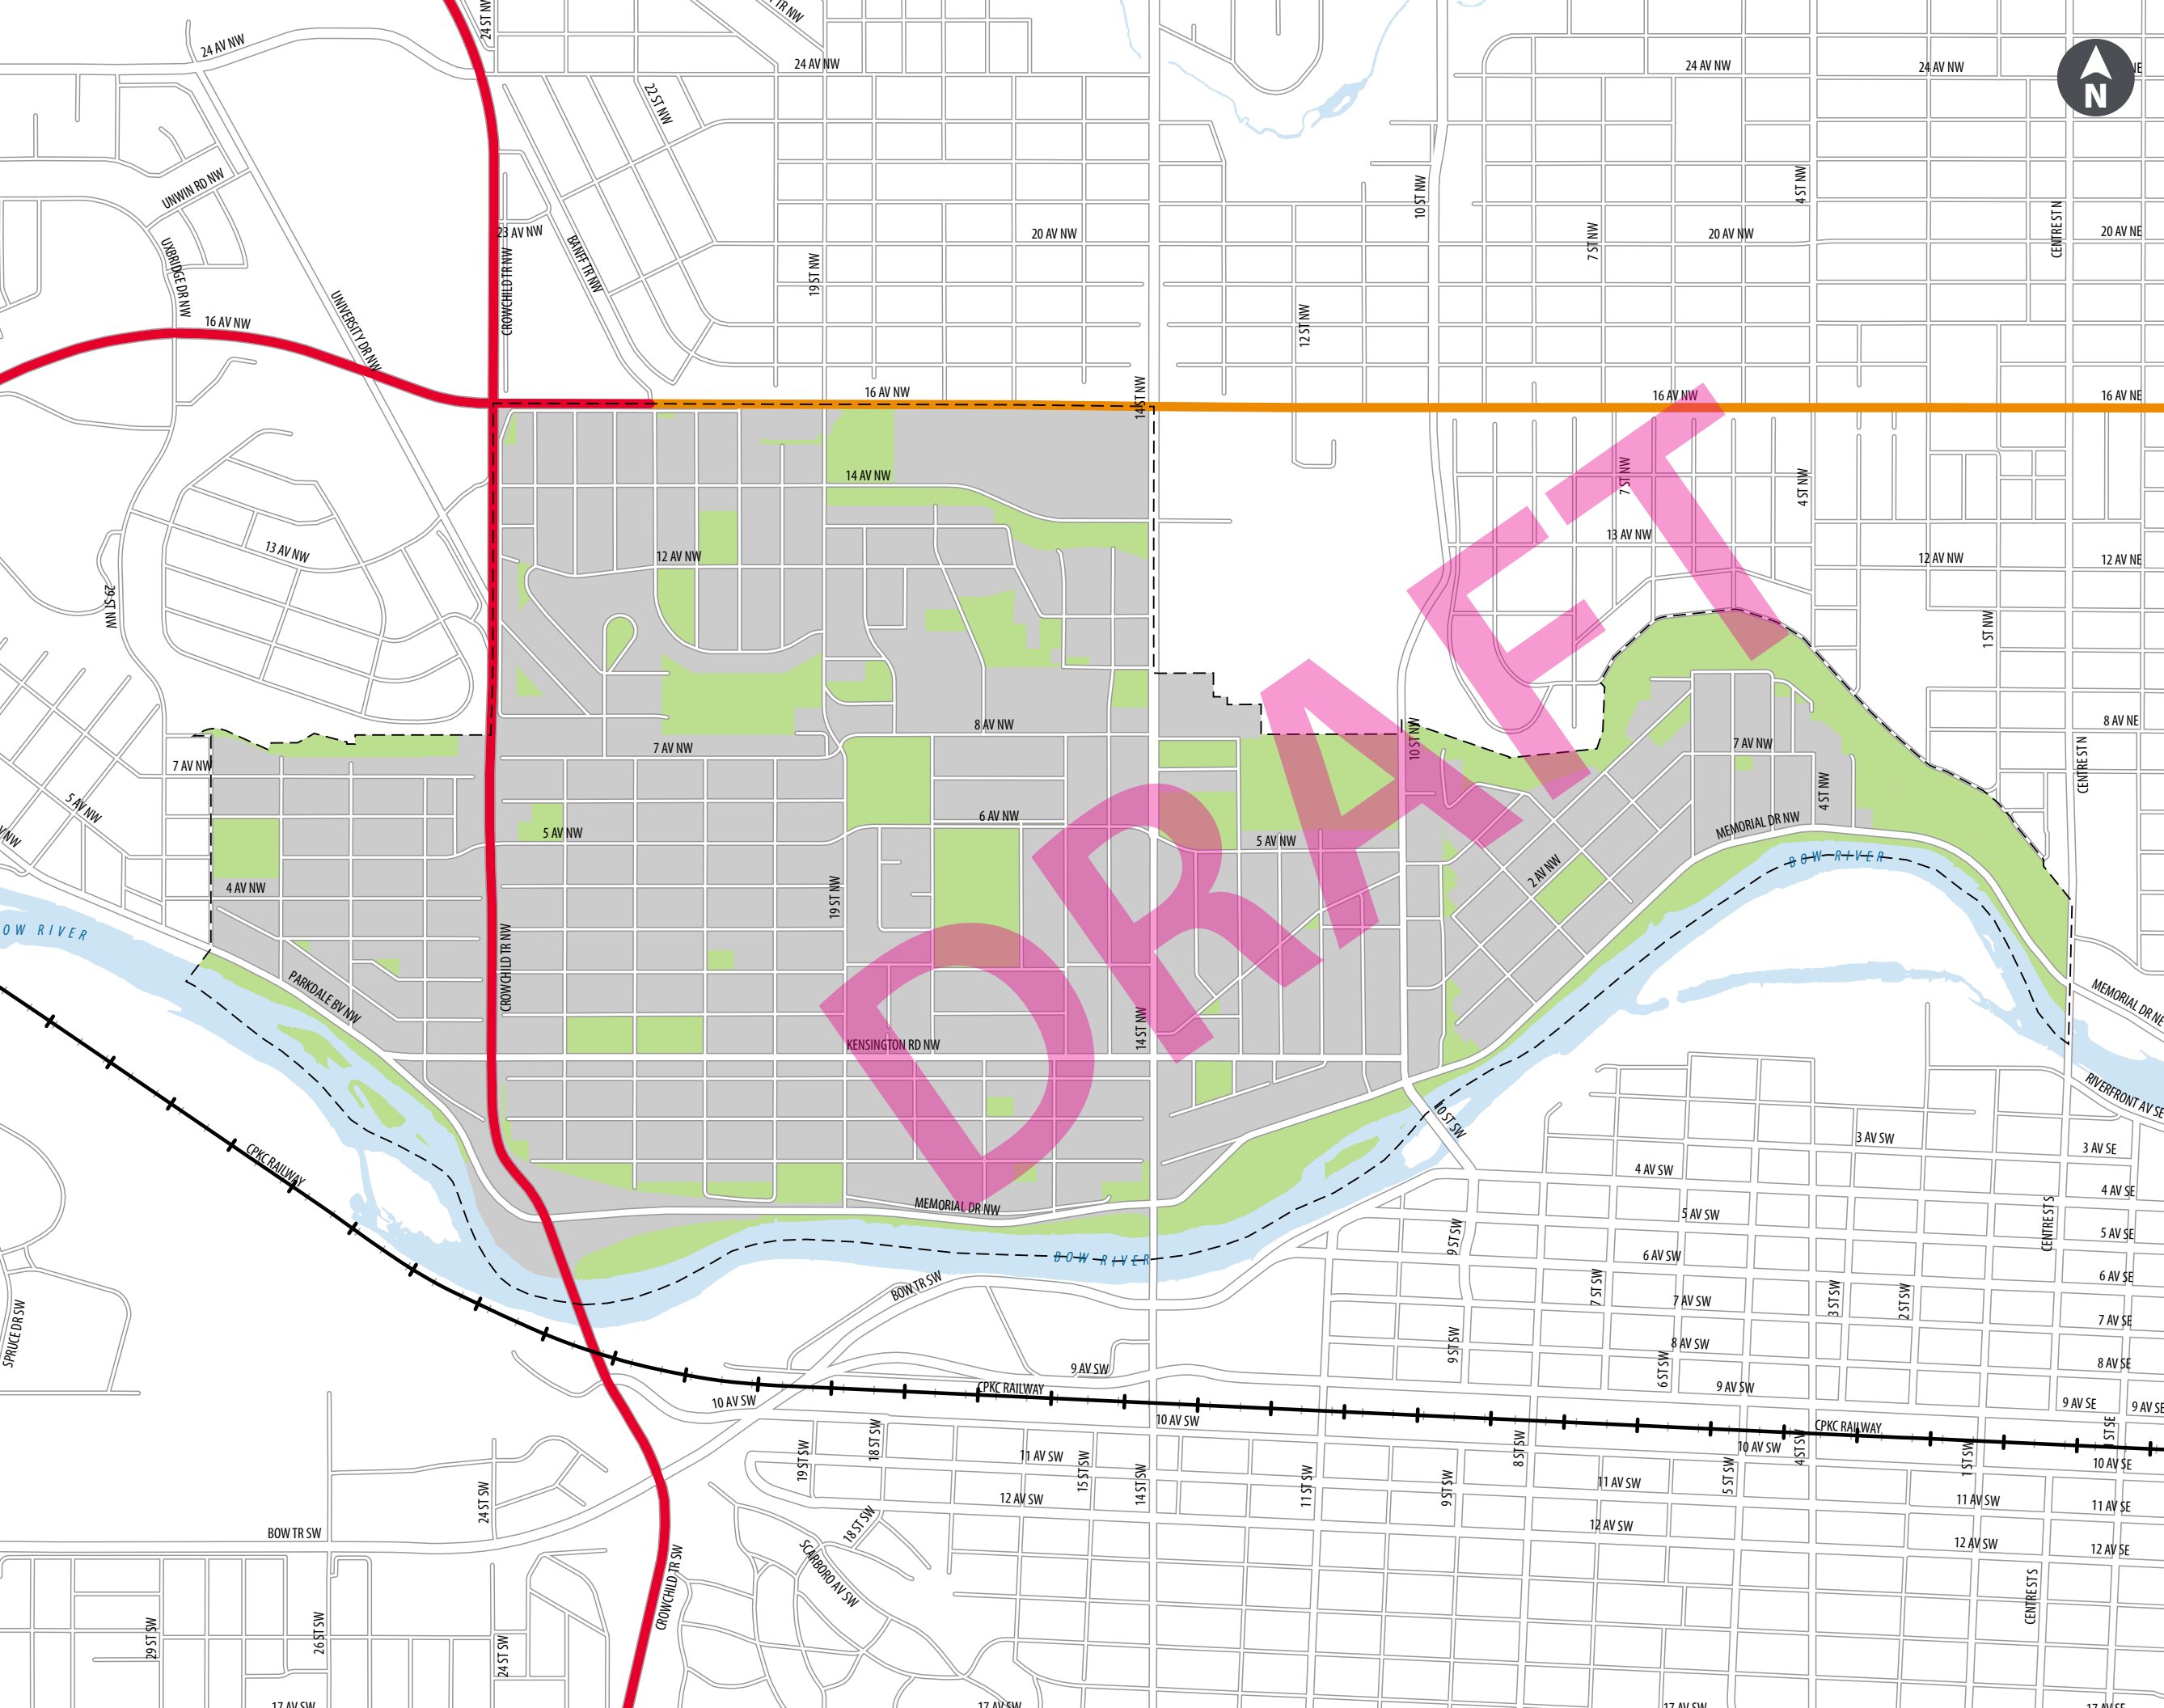 24 ST NW
TR NW
24 AV NW
24 AV NW
24 AV NW
24 AV NW
NE
N
22 ST NW
UNWIN RD NW
10 ST NW
4 ST NW
23 AV NW
20 AV NW
20 AV NW
20 AV NE
CENTRE ST N
7 ST NW
UXBRIDGE DR NW
BANFF TR NW
CROWCHILD TR NW
19 ST NW
12 ST NW
UNIVERSITY DR NW
16 AV NW
16 AV NW
14 ST NW
16 AV NW
16 AV NE
14 AV NW
7 ST NW
4 ST NW
13 AV NW
13 AV NW
12 AV NW
12 AV NW
12 AV NE
29 ST NW
1 ST NW
DRAFT
8 AV NW
8 AV NE
10 ST NW
7 AV NW
7 AV NW
7 AV NW
CENTRE ST N
4 ST NW
5 AV NW
6 AV NW
5 AV NW
5 AV NW
MEMORIAL DR NW
V NW
BOW RIVER
2 AV NW
4 AV NW
19 ST NW
OW RIVER
CROWCHILD TR NW
PARKDALE BV NW
MEMORIAL DR NE
14 ST NW
KENSINGTON RD NW
RIVERFRONT AV SE
10 ST SW
3 AV SW
3 AV SE
CPKC RAILWAY
4 AV SW
4 AV SE
MEMORIAL DR NW
5 AV SW
CENTRE ST S
5 AV SE
9 ST SW
BOW RIVER
6 AV SW
6 AV SE
BOW TR SW
7 ST SW
7 AV SW
3 ST SW
2 ST SW
7 AV SE
SPRUCE DR SW
9 ST SW
8 AV SW
8 AV SE
6 ST SW
9 AV SW
CPKC RAILWAY
9 AV SW
9 AV SE
9 AV SE
10 AV SW
10 AV SW
CPKC RAILWAY
1 ST SE
10 AV SW
4 ST SW
19 ST SW
18 ST SW
11 AV SW
15 ST SW
14 ST SW
8 ST SW
10 AV SE
1 ST SW
11 ST SW
9 ST SW
11 AV SW
5 ST SW
24 ST SW
12 AV SW
11 AV SW
11 AV SE
18 ST SW
12 AV SW
BOW TR SW
12 AV SW
12 AV SE
SCARBORO AV SW
CROWCHILD TR SW
CENTRE ST S
29 ST SW
26 ST SW
24 ST SW
17 AV SW
17 AV SW
17 AV SW
17 AV SE